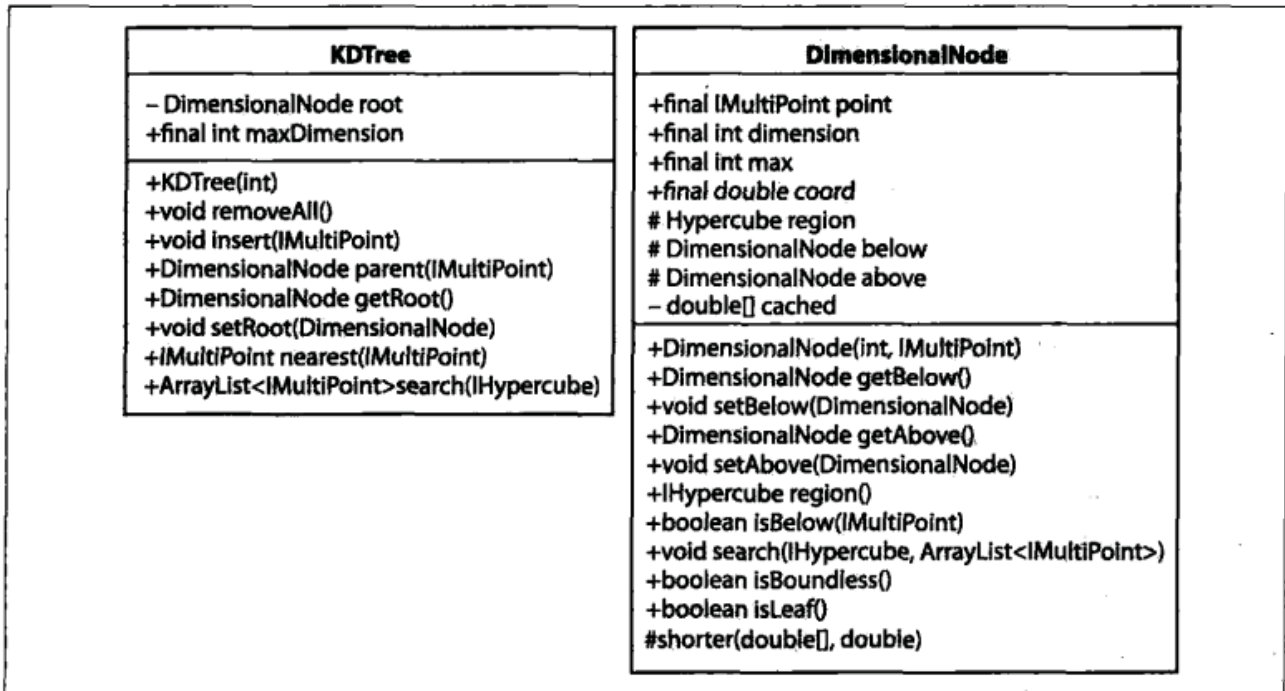 KDTree
– DimensionalNode root
+final int maxDimension
+KDTree(int)
+void removeAll()
+void insert(IMultiPoint)
+DimensionalNode parent(IMultiPoint)
+DimensionalNode getRoot()
+void setRoot(DimensionalNode)
+IMultiPoint nearest(IMultiPoint)
+ArrayList<IMultiPoint>search(IHypercube)
DimensionalNode
+final IMultiPoint point
+final int dimension
+final int max
+final double coord
# Hypercube region
# DimensionalNode below
# DimensionalNode above
– double[] cached
+DimensionalNode(int, IMultiPoint)
+DimensionalNode getBelow()
+void setBelow(DimensionalNode)
+DimensionalNode getAbove()
+void setAbove(DimensionalNode)
+IHypercube region()
+boolean isBelow(IMultiPoint)
+void search(IHypercube, ArrayList<IMultiPoint>)
+boolean isBoundless()
+boolean isLeaf()
#shorter(double[], double)